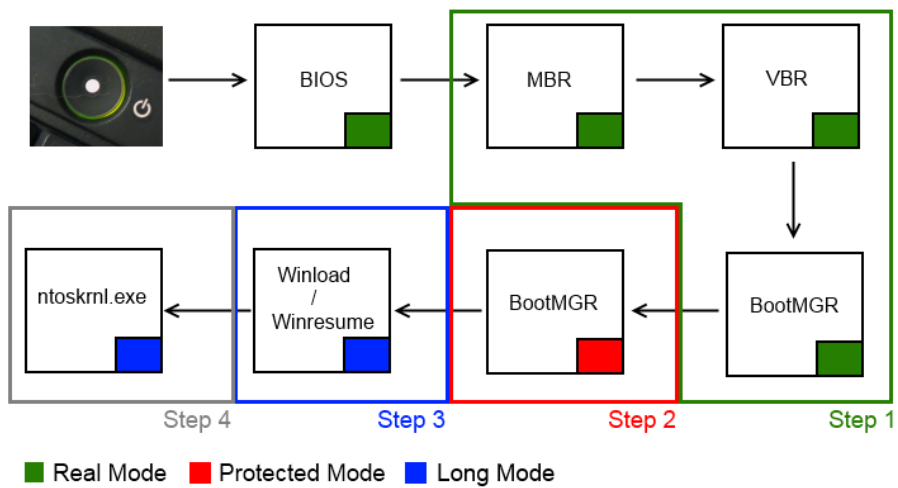 BIOS
MBR
VBR
ntoskrnl.exe
Winload
/
Winresume
BootMGR
BootMGR
Step 4
Step 3
Step 2
Step 1
Real Mode
Protected Mode
Long Mode